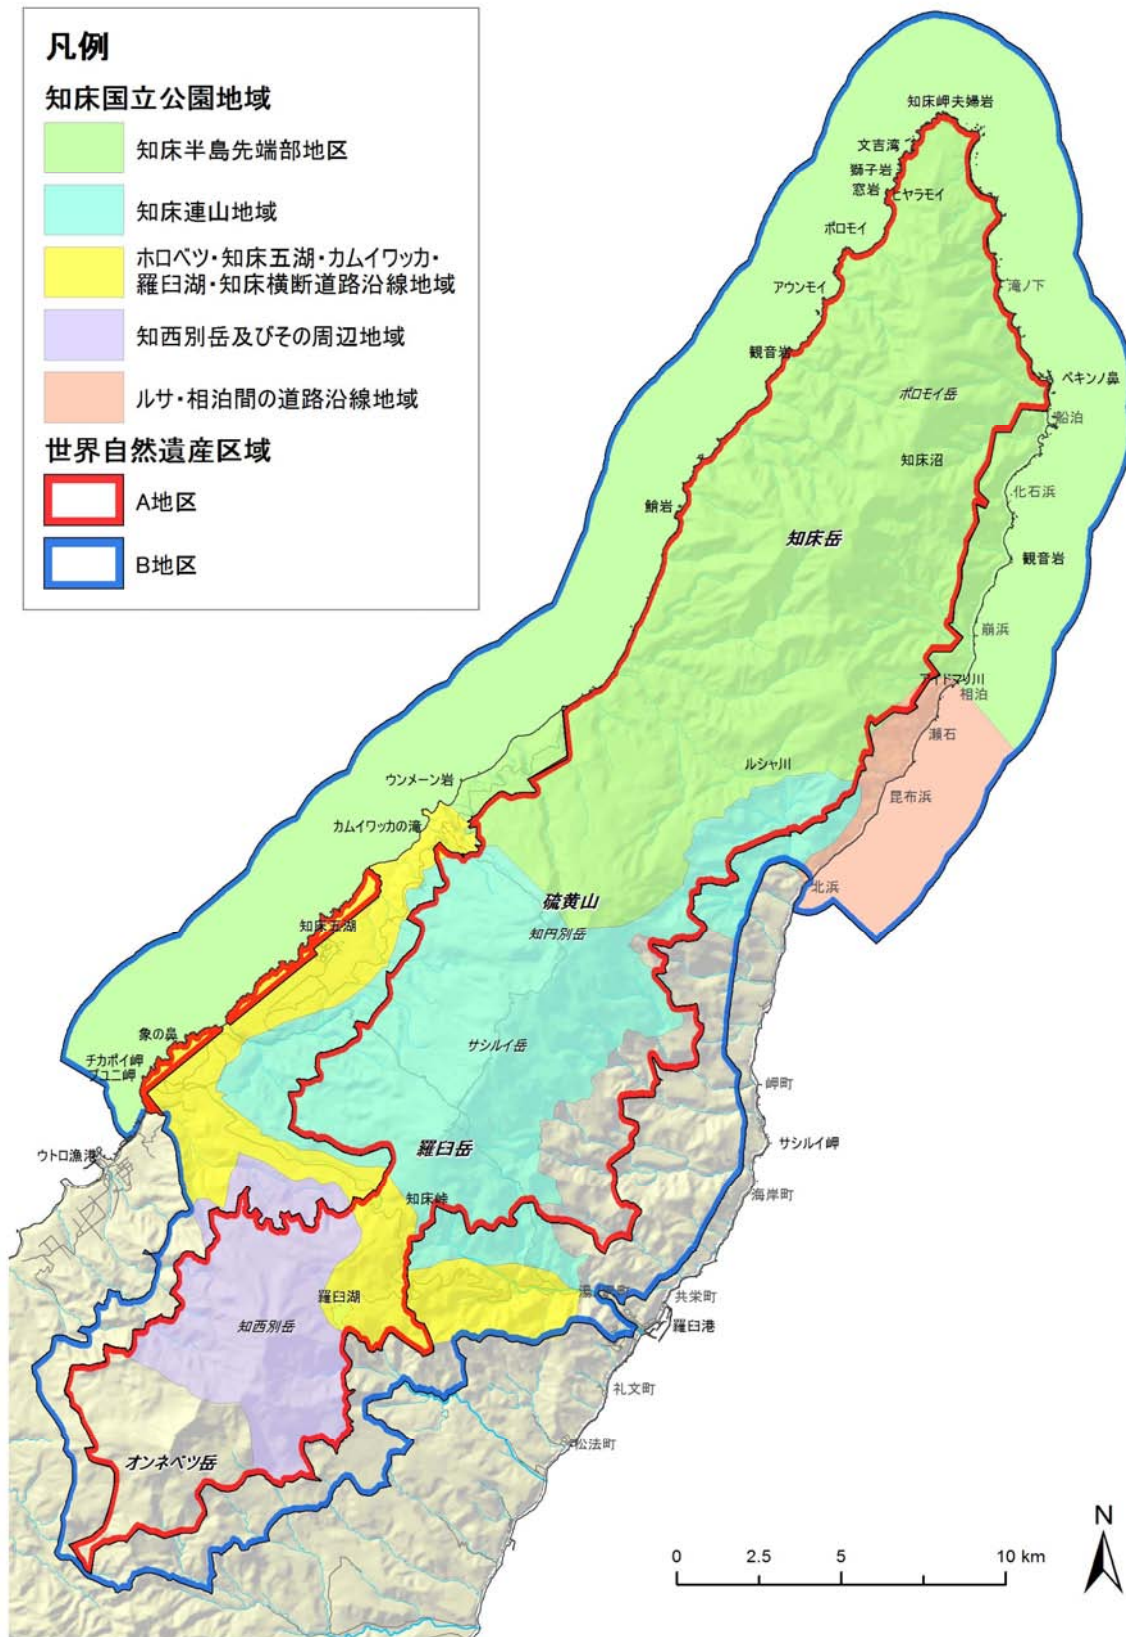 凡例
知床国立公園地域
知床半島先端部地区
知床連山地域
ホロベツ・知床五湖・カムイワッカ・
羅臼湖・知床横断道路沿線地域
知西別岳及びその周辺地域
ルサ・相泊間の道路沿線地域
世界自然遺産区域
A地区
B地区
知床岬夫婦岩
文吉湾
獅子岩
窓岩
ヒヤラモイ
ポロモイ
アウンモイ
滝ノ下
観音岩
ペキンノ鼻
ポロモイ岳
船泊
知床沼
化石浜
鮹岩
知床岳
観音岩
崩浜
アイドマリ川
相泊
瀬石
ルシャ川
ウンメーン岩
昆布浜
カムイワッカの滝
北浜
硫黄山
知円別岳
知床五湖
象の鼻
サシルイ岳
チカポイ岬
プユニ岬
岬町
ウトロ漁港
羅臼岳
サシルイ岬
知床峠
海岸町
羅臼湖
共栄町
知西別岳
羅臼港
礼文町
松法町
オンネベツ岳
N
0 2.5 5 10 km